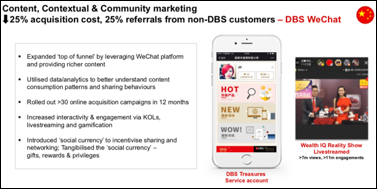 Content, Contextual & Community marketing
⬇25% acquisition cost, 25% referrals from non-DBS customers – DBS WeChat
• Expanded 'top of funnel' by leveraging WeChat platform
and providing richer content
• Utilised data/analytics to better understand content
consumption patterns and sharing behaviours
• Rolled out >30 online acquisition campaigns in 12 months
• Increased interactivity & engagement via KOLs,
livestreaming and gamification
• Introduced 'social currency' to incentivise sharing and
networking; Tangibilised the 'social currency' –
gifts, rewards & privileges
HOT
NEW
WOW!
DBS Treasures
Service account
Wealth IQ Reality Show
Livestreamed
>7m views, >11m engagements